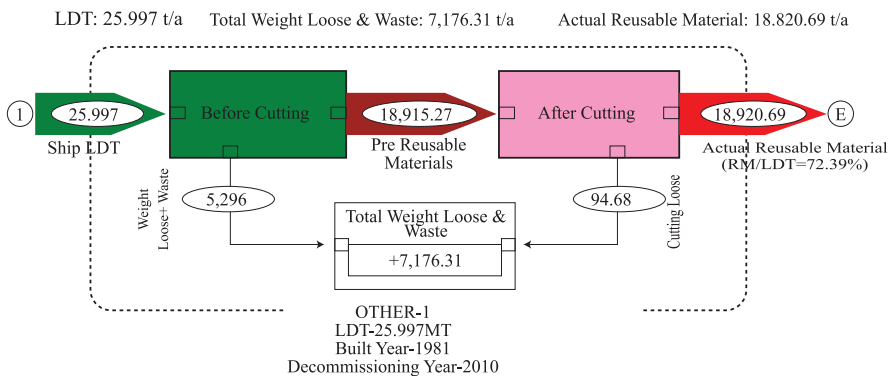 LDT: 25.997 t/a Total Weight Loose & Waste: 7,176.31 t/a Actual Reusable Material: 18.820.69 t/a
1
25.997
Ship LDT
Before Cutting
18,915.27
Pre Reusable
Materials
After Cutting
18,920.69
E
Actual Reusable Material
(RM/LDT=72.39%)
Weight
Loose+ Waste
5,296
94.68
Cutting Loose
Total Weight Loose &
Waste
+7,176.31
OTHER-1
LDT-25.997MT
Built Year-1981
Decommissioning Year-2010